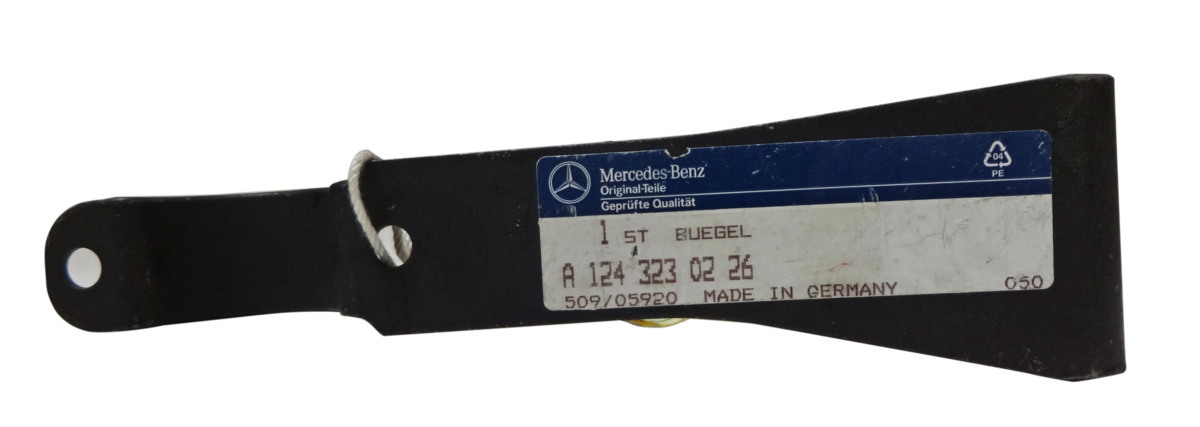 Mercedes-Benz
Original-Teile
Geprüfte Qualität
04
PE
1 ST BUEGEL
A 124 323 02 26
509/05920 MADE IN GERMANY 050